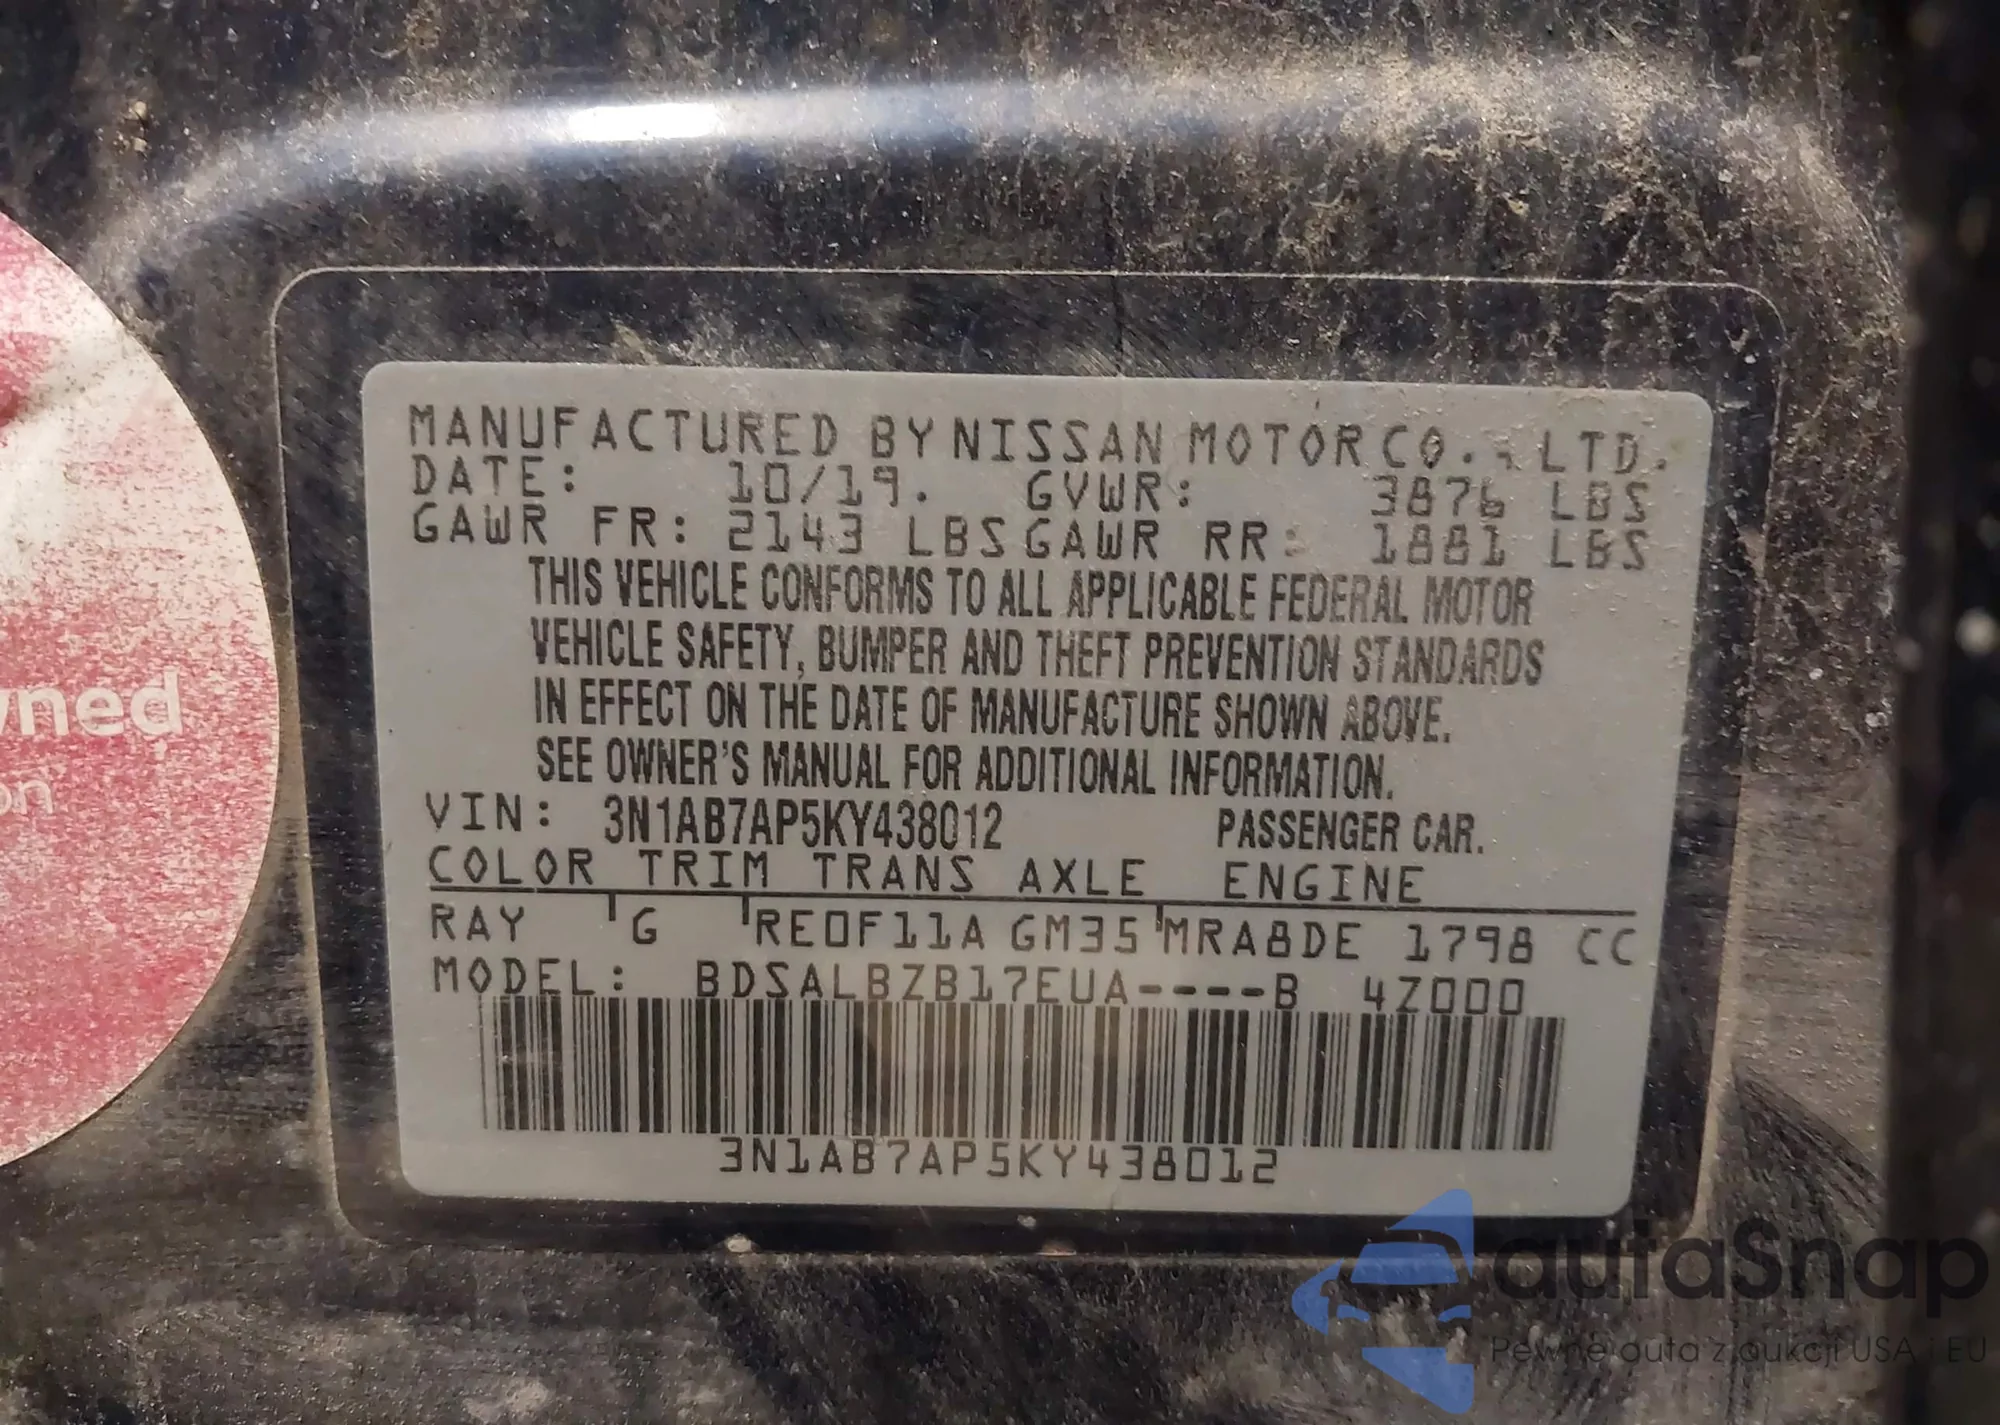 MANUFACTURED BY NISSAN MOTOR CO., LTD.
DATE: 10/19. GVWR: 3876 LBS
GAWR FR: 2143 LBS GAWR RR: 1881 LBS
THIS VEHICLE CONFORMS TO ALL APPLICABLE FEDERAL MOTOR
VEHICLE SAFETY, BUMPER AND THEFT PREVENTION STANDARDS
IN EFFECT ON THE DATE OF MANUFACTURE SHOWN ABOVE.
SEE OWNER'S MANUAL FOR ADDITIONAL INFORMATION.
VIN: 3N1AB7AP5KY438012 PASSENGER CAR.
COLOR TRIM TRANS AXLE ENGINE
RAY G RE0F11A GM35 MRA8DE 1798 CC
MODEL: BDSALBZB17EUA----B 4Z000
3N1AB7AP5KY438012
wned
on
autaSnap
Pewne auta z aukcji USA i EU